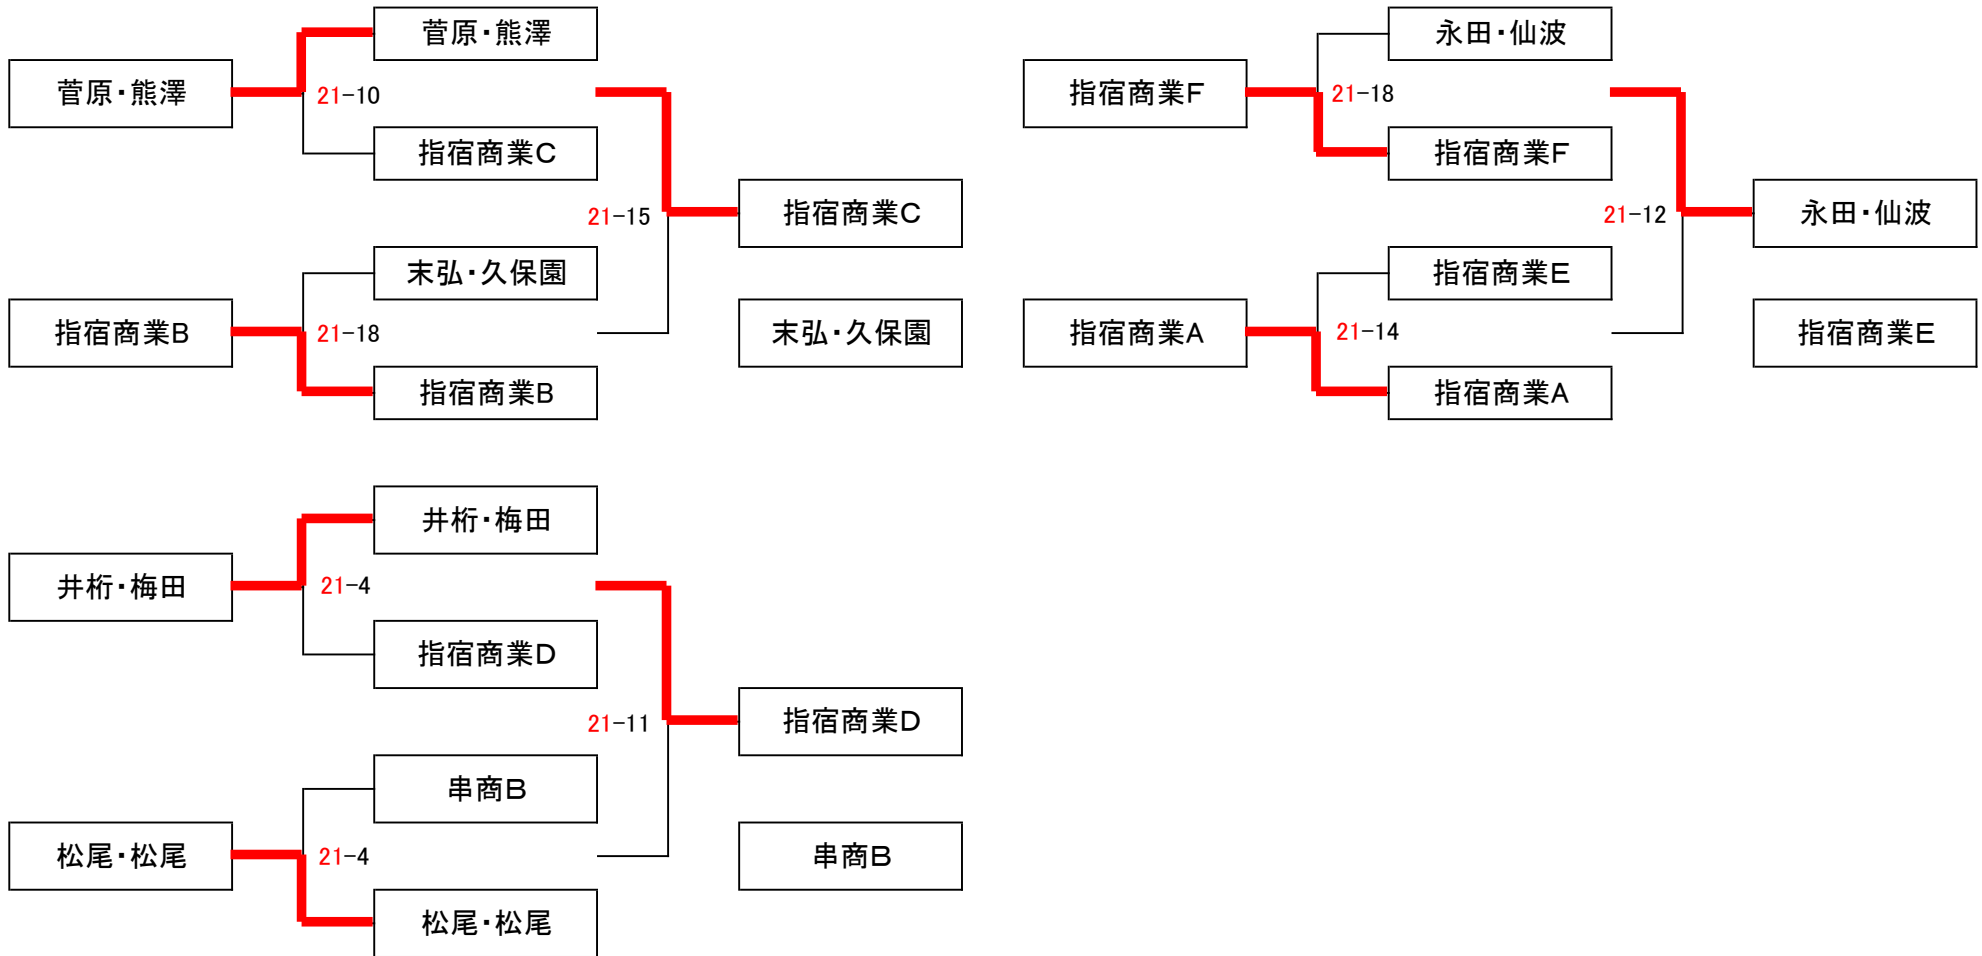 菅原・熊澤
菅原・熊澤
21-10
指宿商業C
21-15
指宿商業C
末弘・久保園
指宿商業B
21-18
末弘・久保園
指宿商業B
永田・仙波
指宿商業F
21-18
指宿商業F
21-12
永田・仙波
指宿商業E
指宿商業A
21-14
指宿商業E
指宿商業A
井桁・梅田
井桁・梅田
21-4
指宿商業D
21-11
指宿商業D
串商B
松尾・松尾
21-4
串商B
松尾・松尾